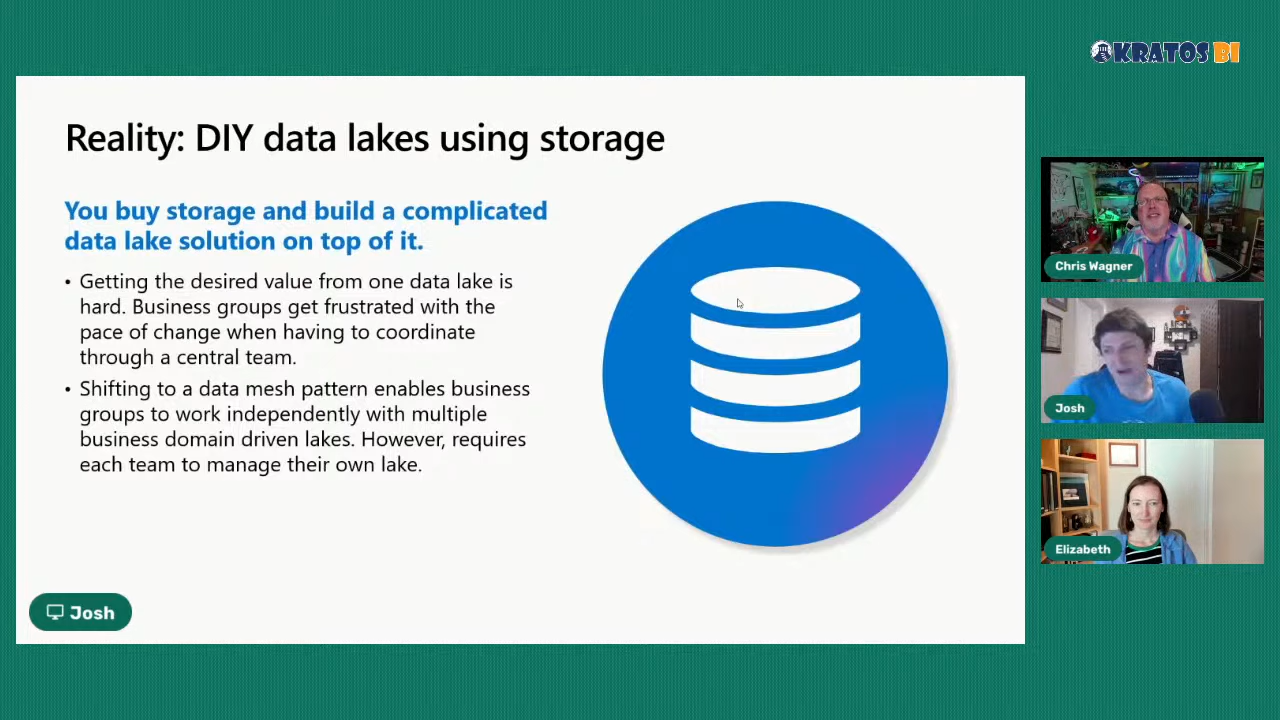 KRATOS BI
Reality: DIY data lakes using storage
You buy storage and build a complicated
data lake solution on top of it.
• Getting the desired value from one data lake is
hard. Business groups get frustrated with the
pace of change when having to coordinate
through a central team.
• Shifting to a data mesh pattern enables business
groups to work independently with multiple
business domain driven lakes. However, requires
each team to manage their own lake.
Josh
Chris Wagner
Josh
Elizabeth